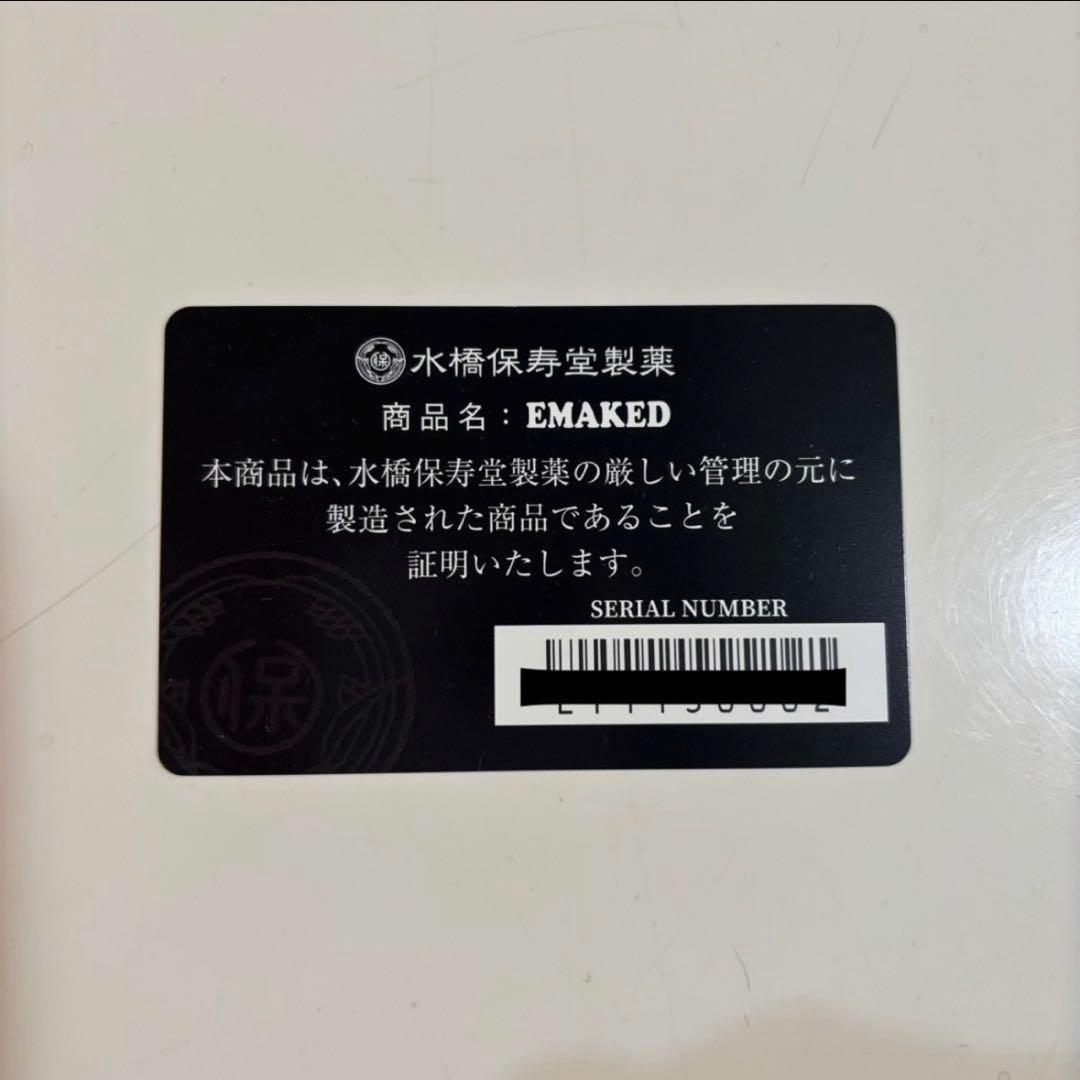 水橋保寿堂製薬
商品名：EMAKED
本商品は、水橋保寿堂製薬の厳しい管理の元に
製造された商品であることを
証明いたします。
SERIAL NUMBER
保